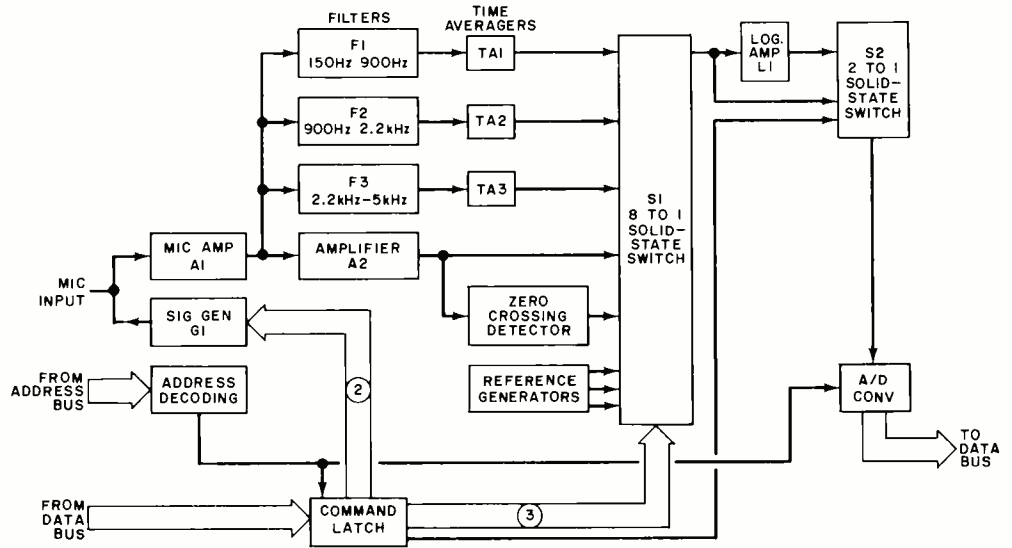 FILTERS
TIME
AVERAGERS
F1
150Hz 900Hz
TA1
LOG.
AMP
L1
S2
2 TO 1
SOLID-
STATE
SWITCH
F2
900Hz 2.2kHz
TA2
F3
2.2kHz-5kHz
TA3
S1
8 TO 1
SOLID-
STATE
SWITCH
MIC AMP
A1
AMPLIFIER
A2
MIC
INPUT
SIG GEN
G1
ZERO
CROSSING
DETECTOR
FROM
ADDRESS
BUS
ADDRESS
DECODING
2
REFERENCE
GENERATORS
A/D
CONV
TO
DATA
BUS
FROM
DATA
BUS
COMMAND
LATCH
3